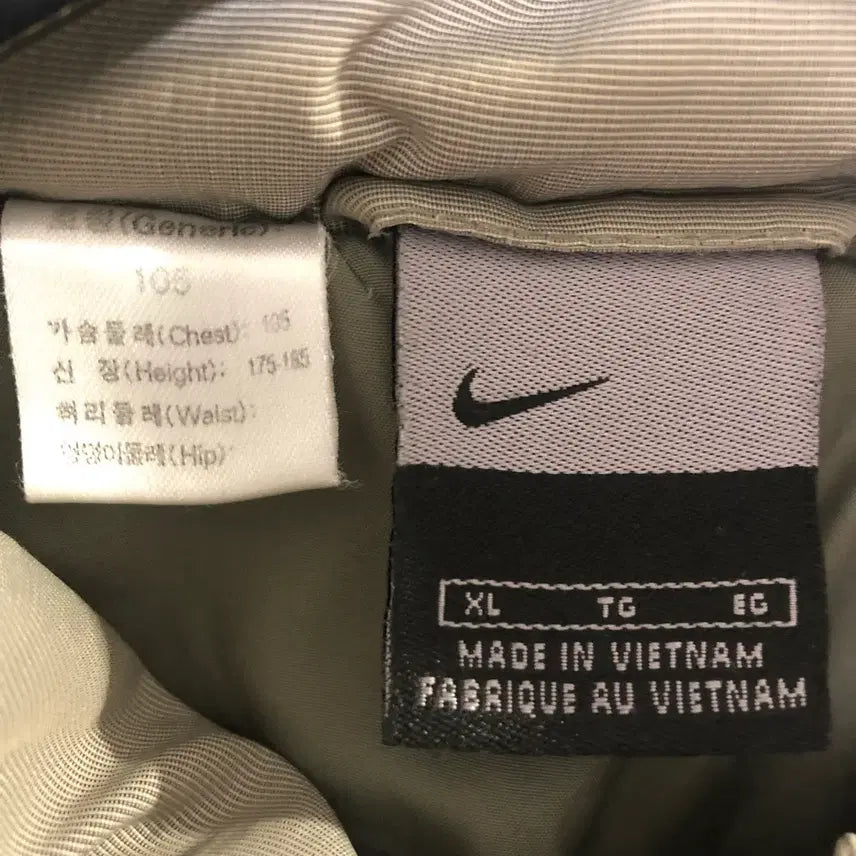 (Generic):
105
가슴둘레(Chest): 105
신 장(Height): 175-185
허리둘레(Waist):
엉덩이둘레(Hip):
XL TG EG
MADE IN VIETNAM
FABRIQUE AU VIETNAM